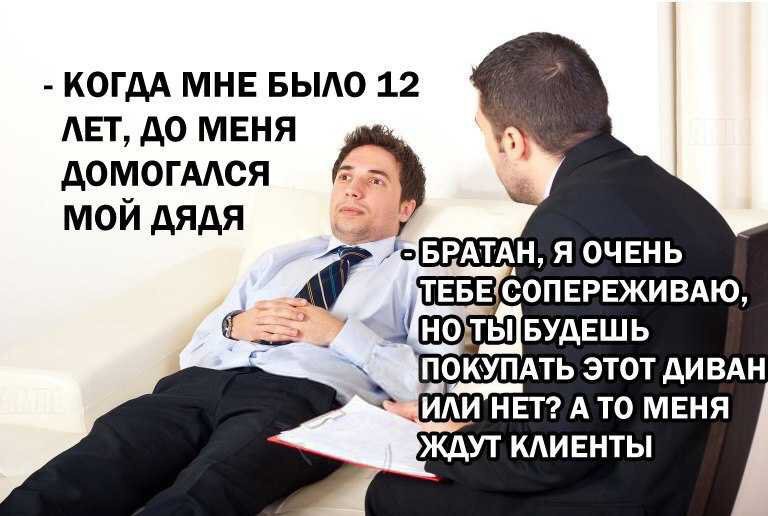 - КОГДА МНЕ БЫЛО 12
ЛЕТ, ДО МЕНЯ
ДОМОГАЛСЯ
МОЙ ДЯДЯ
- БРАТАН, Я ОЧЕНЬ
ТЕБЕ СОПЕРЕЖИВАЮ,
НО ТЫ БУДЕШЬ
ПОКУПАТЬ ЭТОТ ДИВАН
ИЛИ НЕТ? А ТО МЕНЯ
ЖДУТ КЛИЕНТЫ